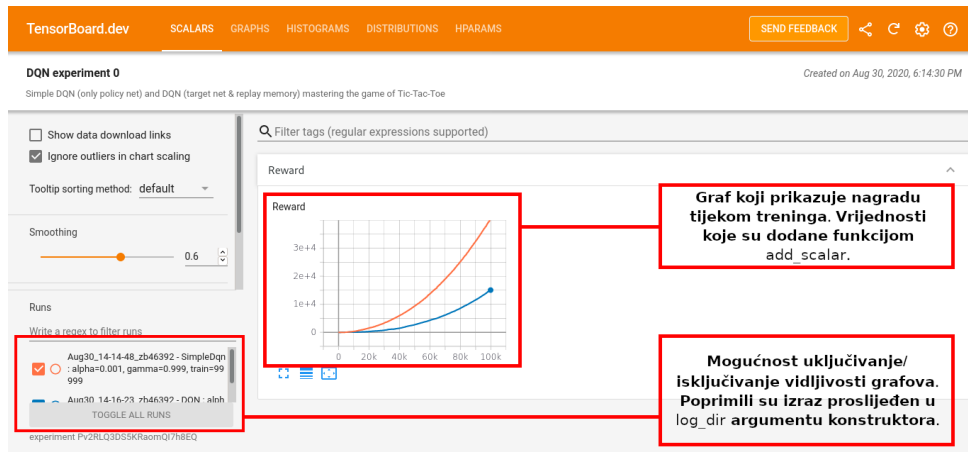 TensorBoard.dev SCALARS GRAPHS HISTOGRAMS DISTRIBUTIONS HPARAMS SEND FEEDBACK
DQN experiment 0
Created on Aug 30, 2020, 6:14:30 PM
Simple DQN (only policy net) and DQN (target net & replay memory) mastering the game of Tic-Tac-Toe
Show data download links
Ignore outliers in chart scaling
Tooltip sorting method: default
Smoothing
0.6
Runs
Write a regex to filter runs
Aug30_14-14-48_zb46392 - SimpleDqn
: alpha=0.001, gamma=0.999, train=99
999
Aug30_14-16-23_zb46392 - DQN : alph
TOGGLE ALL RUNS
experiment Pv2RLQ3DS5KRaomQI7h8EQ
Filter tags (regular expressions supported)
Reward
Reward
3e+4
2e+4
1e+4
0
0 20k 40k 60k 80k 100k
Graf koji prikazuje nagradu
tijekom treninga. Vrijednosti
koje su dodane funkcijom
add_scalar.
Mogućnost uključivanje/
isključivanje vidljivosti grafova.
Poprimili su izraz proslijeđen u
log_dir argumentu konstruktora.